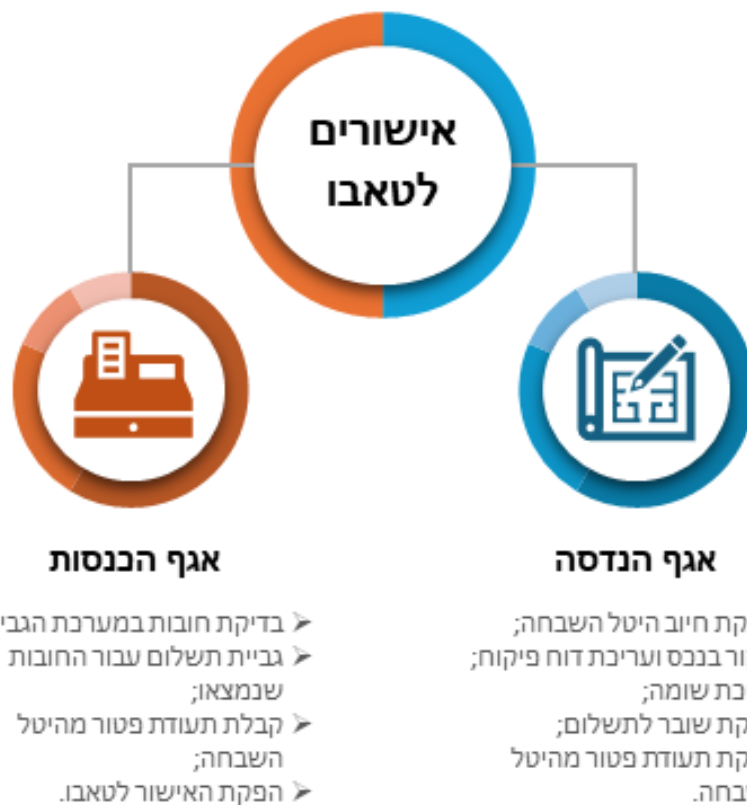 אישורים
לטאבו
אגף הנדסה
חיוב היטל השבחה;
בנכס ועריכת דוח פיקוח;
שומה;
שובר לתשלום;
תעודת פטור מהיטל
אגף הכנסות
בדיקת חובות במערכת
גביית תשלום עבור החובות
שנמצאו;
קבלת תעודת פטור מהיטל
השבחה;
הפקת האישור לטאבו.